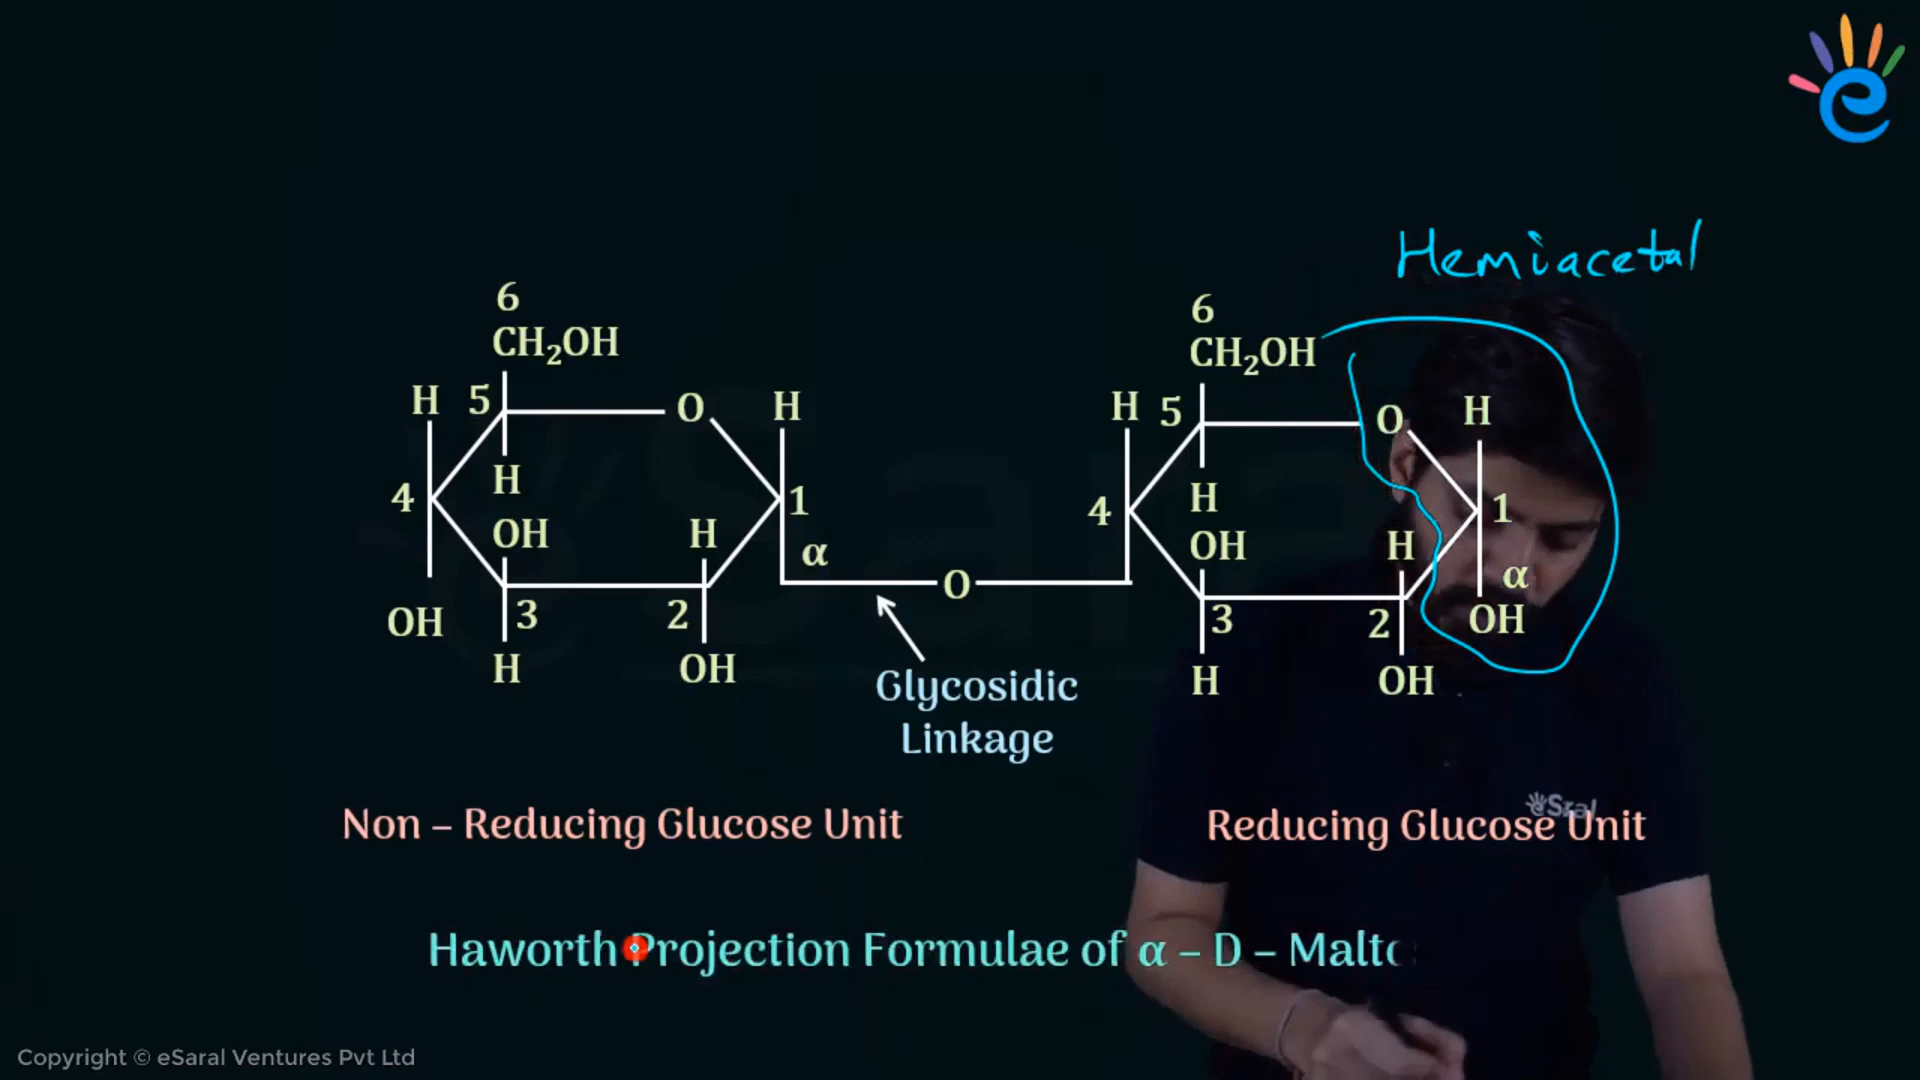 Hemiacetal
6
CH₂OH
H 5 O H
4 H 1
OH H α
3 2
OH H OH
O
6
CH₂OH
H 5 O H
4 H 1
OH H α
3 2 OH
H OH
Glycosidic
Linkage
Non – Reducing Glucose Unit
Reducing Glucose Unit
eSaral
Haworth Projection Formulae of α – D – Malto
Copyright © eSaral Ventures Pvt Ltd